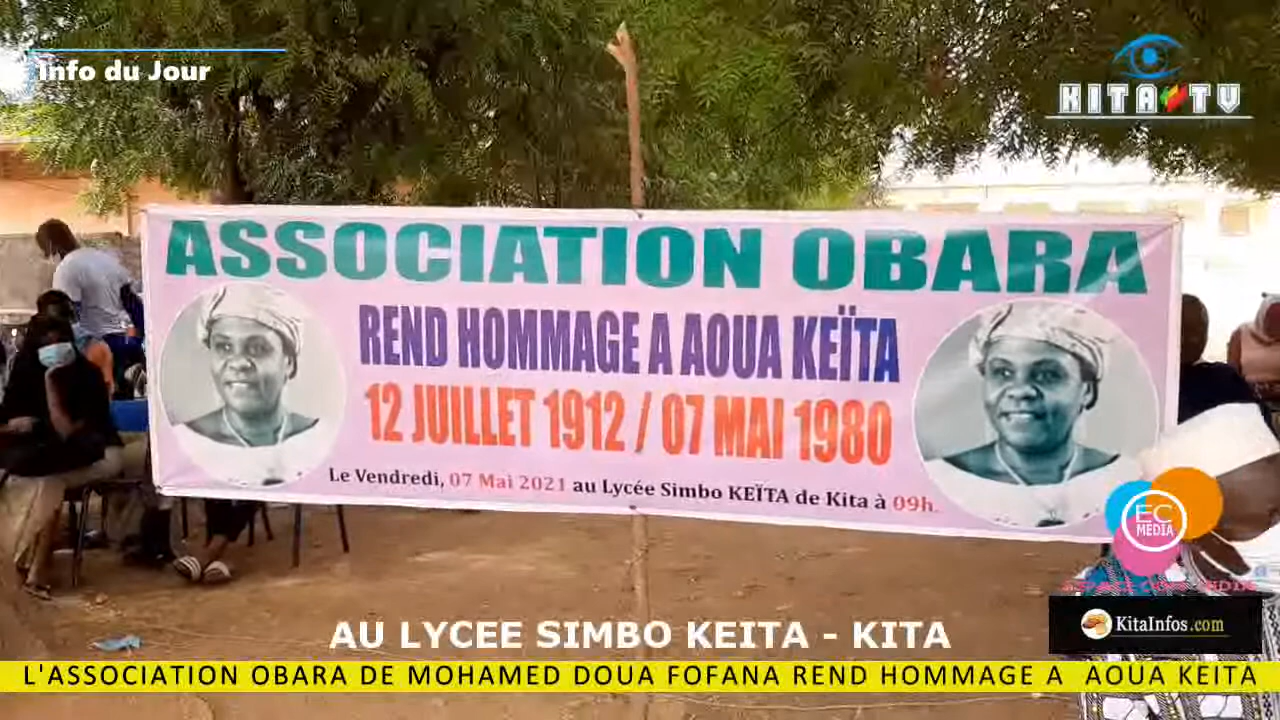 Info du Jour
KITA TV
ASSOCIATION OBARA
REND HOMMAGE A AOUA KEÏTA
12 JUILLET 1912 / 07 MAI 1980
Le Vendredi, 07 Mai 2021 au Lycée Simbo KEÏTA de Kita à 09h.
EC
MEDIA
KitaInfos.com
AU LYCEE SIMBO KEITA - KITA
L'ASSOCIATION OBARA DE MOHAMED DOUA FOFANA REND HOMMAGE A AOUA KEITA